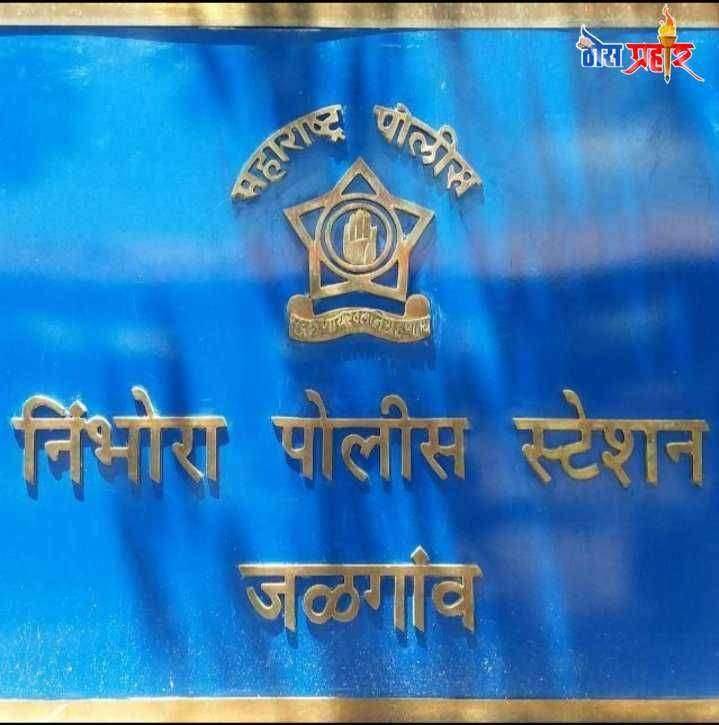 ठोस प्रहार
महाराष्ट्र पोलीस
निंभोरा पोलीस स्टेशन
जळगांव